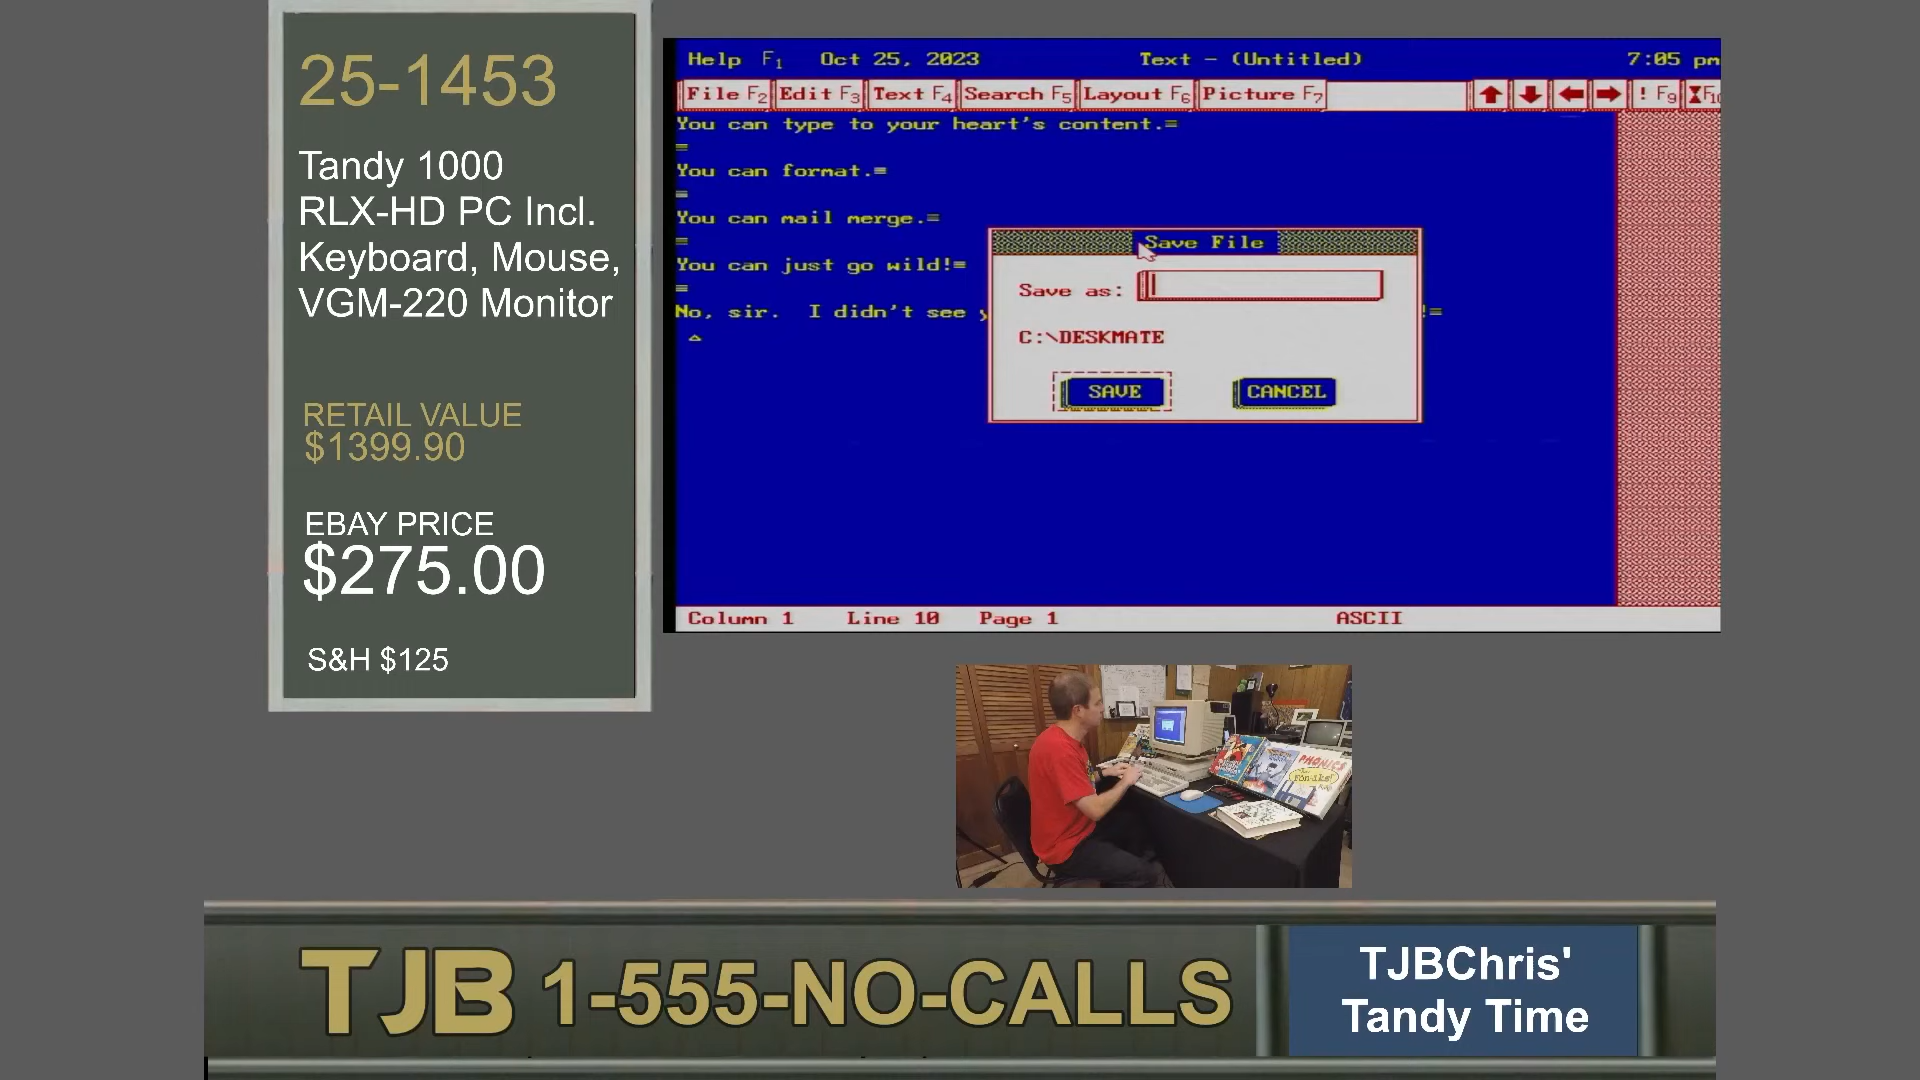 25-1453
Tandy 1000
RLX-HD PC Incl.
Keyboard, Mouse,
VGM-220 Monitor
RETAIL VALUE
$1399.90
EBAY PRICE
$275.00
S&H $125
Help F1 Oct 25, 2023 Text - (Untitled) 7:05 pm
File F2 Edit F3 Text F4 Search F5 Layout F6 Picture F7 ! F9 F10
You can type to your heart's content.
You can format.
You can mail merge.
You can just go wild!
No, sir. I didn't see
Save File
Save as:
C:\DESKMATE
SAVE CANCEL
Column 1 Line 10 Page 1 ASCII
PHONICS
TJB 1-555-NO-CALLS
TJBChris'
Tandy Time